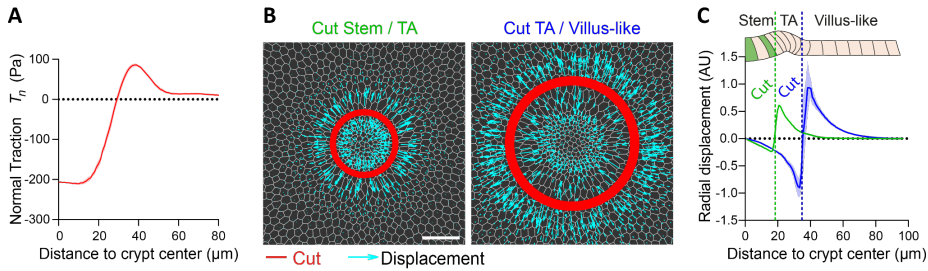 A
Normal Traction Tn (Pa)
100
0
-100
-200
-300
0 20 40 60 80
Distance to crypt center (μm)
B
Cut Stem / TA
Cut TA / Villus-like
Cut
Displacement
C
Stem TA Villus-like
Radial displacement (AU)
1.5
1.0
0.5
0.0
-0.5
-1.0
-1.5
Cut
Cut
0 20 40 60 80 100
Distance to crypt center (μm)